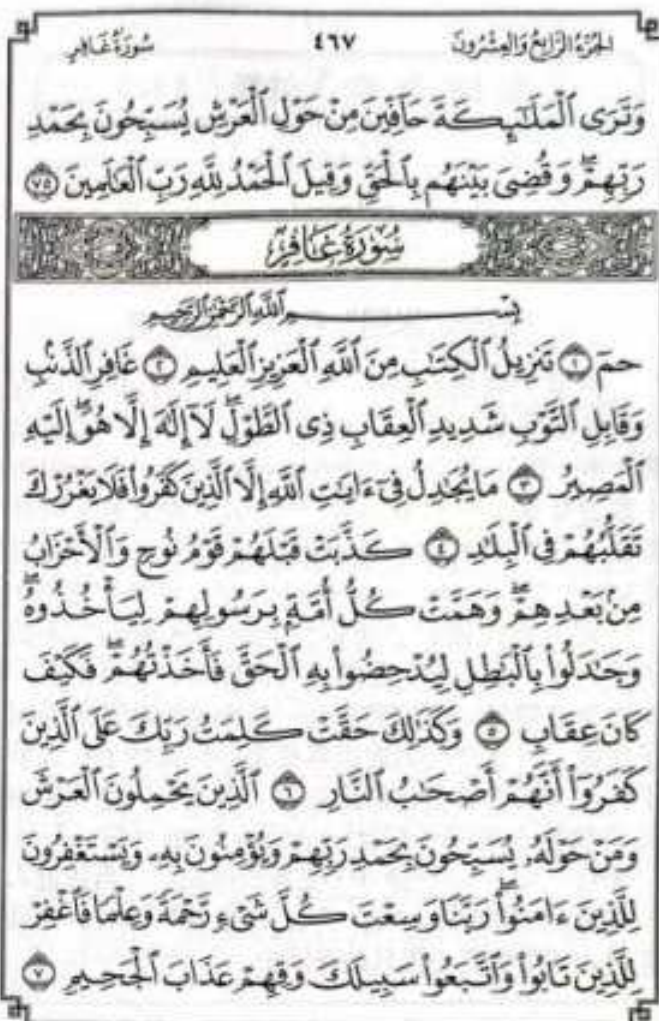 الجزء الرابع والعشرون ٤٦٧ سورة غافر
وَتَرَى ٱلْمَلَٰٓئِكَةَ حَآفِّينَ مِنْ حَوْلِ ٱلْعَرْشِ يُسَبِّحُونَ بِحَمْدِ
رَبِّهِمْ ۖ وَقُضِىَ بَيْنَهُم بِٱلْحَقِّ وَقِيلَ ٱلْحَمْدُ لِلَّهِ رَبِّ ٱلْعَٰلَمِينَ ٧٥
سُورَةُ غَافِرٍ
بِسْمِ ٱللَّهِ ٱلرَّحْمَٰنِ ٱلرَّحِيمِ
حمٓ ١ تَنزِيلُ ٱلْكِتَٰبِ مِنَ ٱللَّهِ ٱلْعَزِيزِ ٱلْعَلِيمِ ٢ غَافِرِ ٱلذَّنۢبِ
وَقَابِلِ ٱلتَّوْبِ شَدِيدِ ٱلْعِقَابِ ذِى ٱلطَّوْلِ ۖ لَآ إِلَٰهَ إِلَّا هُوَ ۖ إِلَيْهِ
ٱلْمَصِيرُ ٣ مَا يُجَٰدِلُ فِىٓ ءَايَٰتِ ٱللَّهِ إِلَّا ٱلَّذِينَ كَفَرُوا۟ فَلَا يَغْرُرْكَ
تَقَلُّبُهُمْ فِى ٱلْبِلَٰدِ ٤ كَذَّبَتْ قَبْلَهُمْ قَوْمُ نُوحٍ وَٱلْأَحْزَابُ
مِنۢ بَعْدِهِمْ ۖ وَهَمَّتْ كُلُّ أُمَّةٍۭ بِرَسُولِهِمْ لِيَأْخُذُوهُ ۖ
وَجَٰدَلُوا۟ بِٱلْبَٰطِلِ لِيُدْحِضُوا۟ بِهِ ٱلْحَقَّ فَأَخَذْتُهُمْ ۖ فَكَيْفَ
كَانَ عِقَابِ ٥ وَكَذَٰلِكَ حَقَّتْ كَلِمَتُ رَبِّكَ عَلَى ٱلَّذِينَ
كَفَرُوٓا۟ أَنَّهُمْ أَصْحَٰبُ ٱلنَّارِ ٦ ٱلَّذِينَ يَحْمِلُونَ ٱلْعَرْشَ
وَمَنْ حَوْلَهُۥ يُسَبِّحُونَ بِحَمْدِ رَبِّهِمْ وَيُؤْمِنُونَ بِهِۦ وَيَسْتَغْفِرُونَ
لِلَّذِينَ ءَامَنُوا۟ ۖ رَبَّنَا وَسِعْتَ كُلَّ شَىْءٍ رَّحْمَةً وَعِلْمًا فَٱغْفِرْ
لِلَّذِينَ تَابُوا۟ وَٱتَّبَعُوا۟ سَبِيلَكَ وَقِهِمْ عَذَابَ ٱلْجَحِيمِ ٧